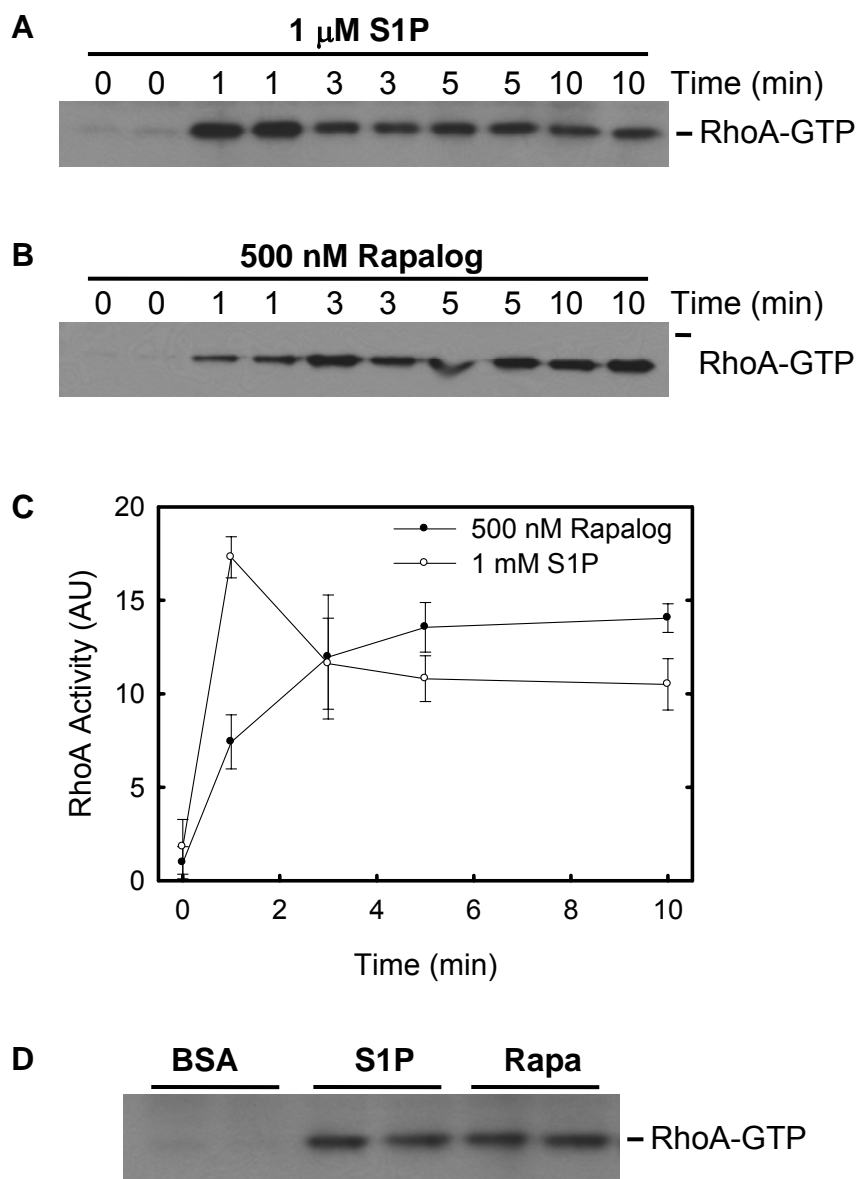 A
1 μM S1P
0 0 1 1 3 3 5 5 10 10 Time (min)
RhoA-GTP
B
500 nM Rapalog
0 0 1 1 3 3 5 5 10 10 Time (min)
RhoA-GTP
C
20
15
10
5
0
RhoA Activity (AU)
500 nM Rapalog
1 mM S1P
0 2 4 6 8 10
Time (min)
D
BSA S1P Rapa
RhoA-GTP